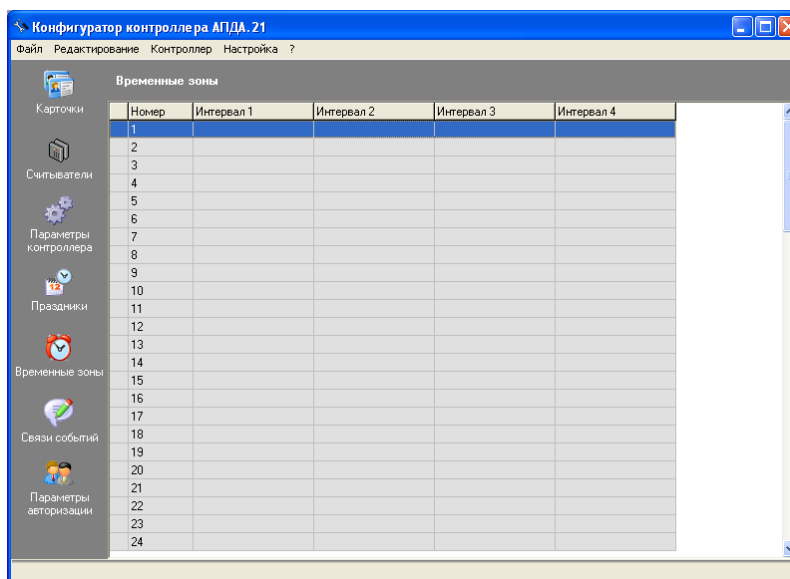 Конфигуратор контроллера АПДА.21
Файл Редактирование Контроллер Настройка ?
Временные зоны
Карточки
Считыватели
Параметры
контроллера
12
Праздники
Временные зоны
Связи событий
Параметры
авторизации
Номер Интервал 1 Интервал 2 Интервал 3 Интервал 4
1
2
3
4
5
6
7
8
9
10
11
12
13
14
15
16
17
18
19
20
21
22
23
24